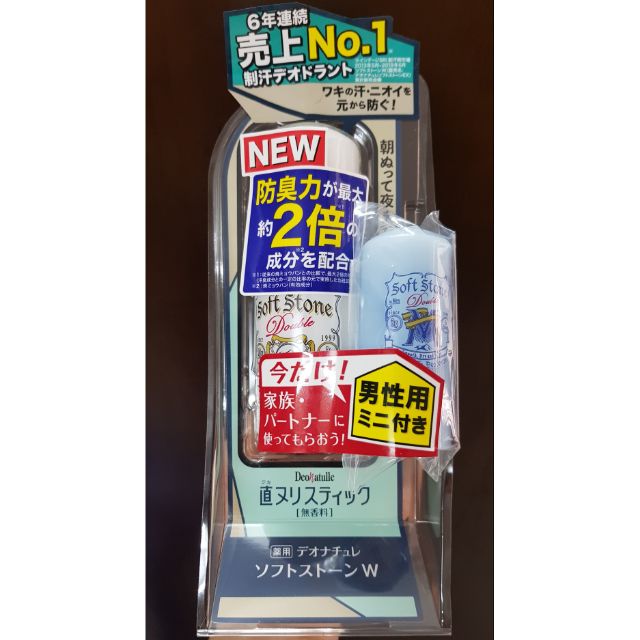 6年連続
売上No.1
制汗デオドラント
ワキの汗・ニオイを
元から防ぐ!
朝ぬって夜
NEW
防臭力が最大
約2倍の
成分を配合
Soft Stone
Double
1999
Soft Stone
Double
今だけ!
家族・
パートナーに
使ってもらおう!
男性用
ミニ付き
DeoNatulle
直ヌリスティック
[無香料]
薬用 デオナチュレ
ソフトストーンW